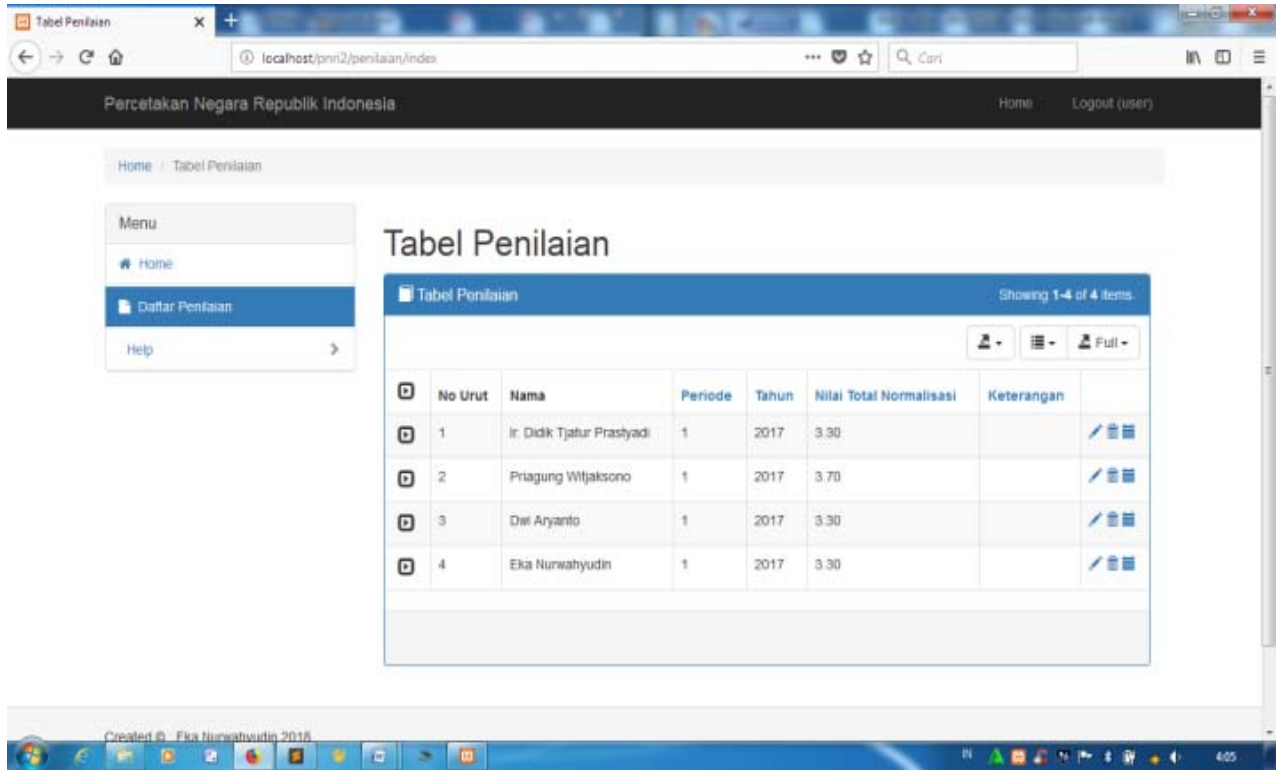 Tabel Penilaian
localhost/pnri2/penilaian/index
Cari
Percetakan Negara Republik Indonesia
Home Logout (user)
Home / Tabel Penilaian
Menu
Home
Daftar Penilaian
Help
Tabel Penilaian
Tabel Penilaian Showing 1-4 of 4 items.
Full
No Urut Nama Periode Tahun Nilai Total Normalisasi Keterangan
1 Ir. Didik Tjatur Prastyadi 1 2017 3.30
2 Priagung Witjaksono 1 2017 3.70
3 Dwi Aryanto 1 2017 3.30
4 Eka Nurwahyudin 1 2017 3.30
Created © Eka Nurwahyudin 2018
IN 4:05